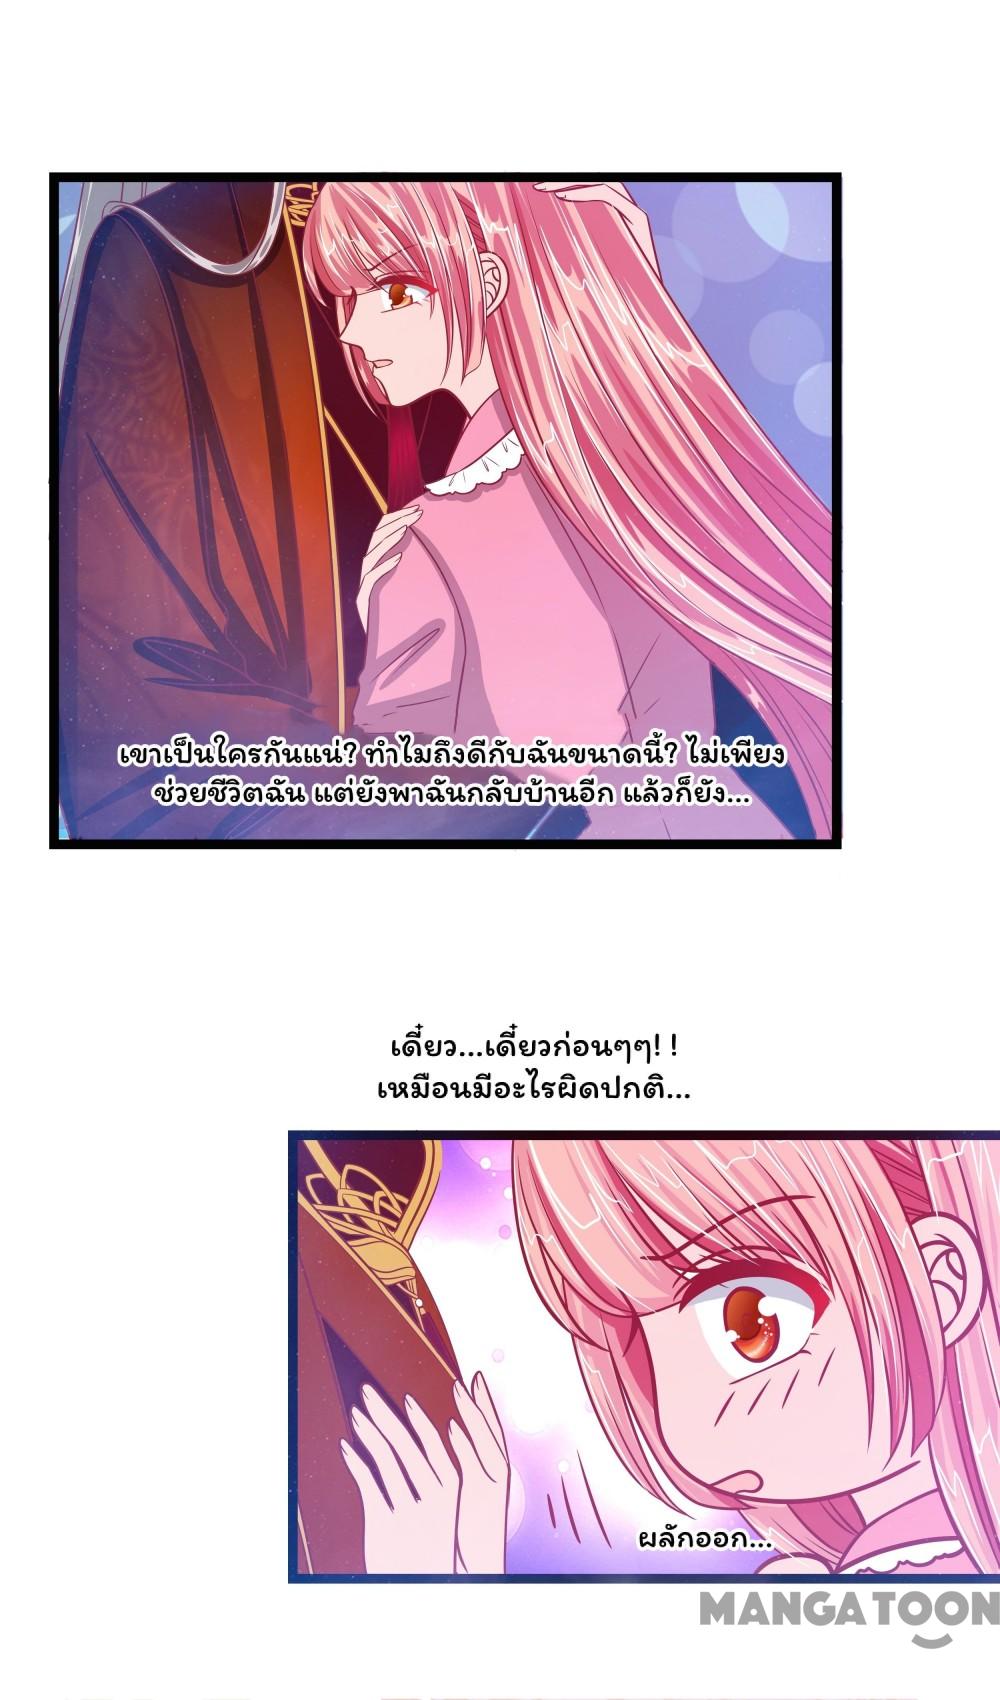 เขาเป็นใครกันแน่? ทำไมถึงดีกับฉันขนาดนี้? ไม่เพียง
ช่วยชีวิตฉัน แต่ยังพาฉันกลับบ้านอีก แล้วก็ยัง...
เดี๋ยว...เดี๋ยวก่อนๆๆ! !
เหมือนมีอะไรผิดปกติ...
ผลักออก...
MANGATOON